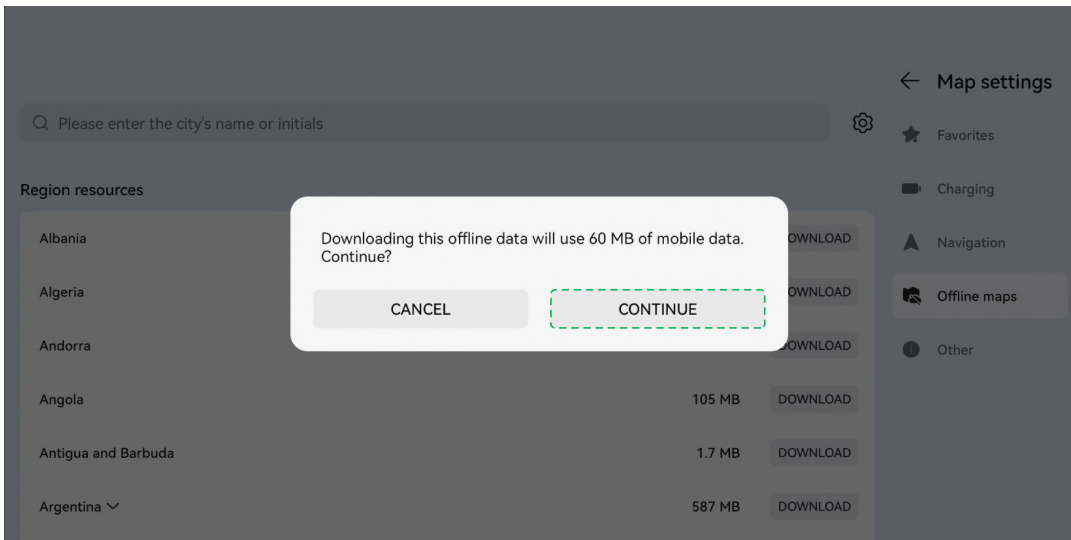 Map settings
Please enter the city's name or initials
Favorites
Region resources
Charging
Albania
OWNLOAD
Navigation
Downloading this offline data will use 60 MB of mobile data.
Continue?
Algeria
OWNLOAD
Offline maps
CANCEL
CONTINUE
Andorra
DOWNLOAD
Other
Angola
105 MB
DOWNLOAD
Antigua and Barbuda
1.7 MB
DOWNLOAD
Argentina
587 MB
DOWNLOAD